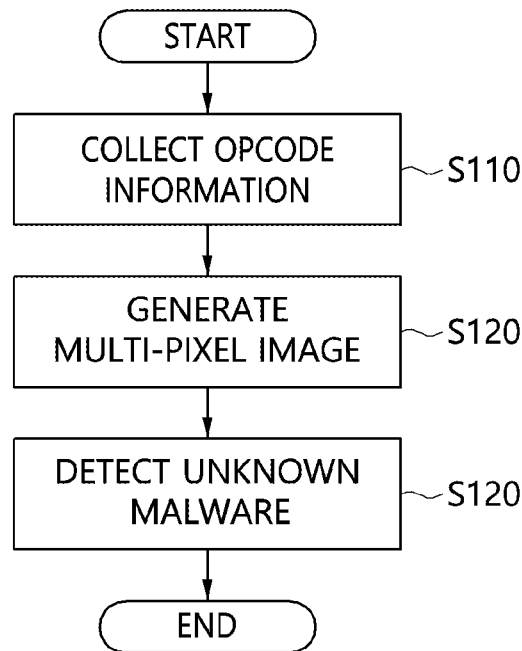 START
COLLECT OPCODE
INFORMATION
S110
GENERATE
MULTI-PIXEL IMAGE
S120
DETECT UNKNOWN
MALWARE
S120
END